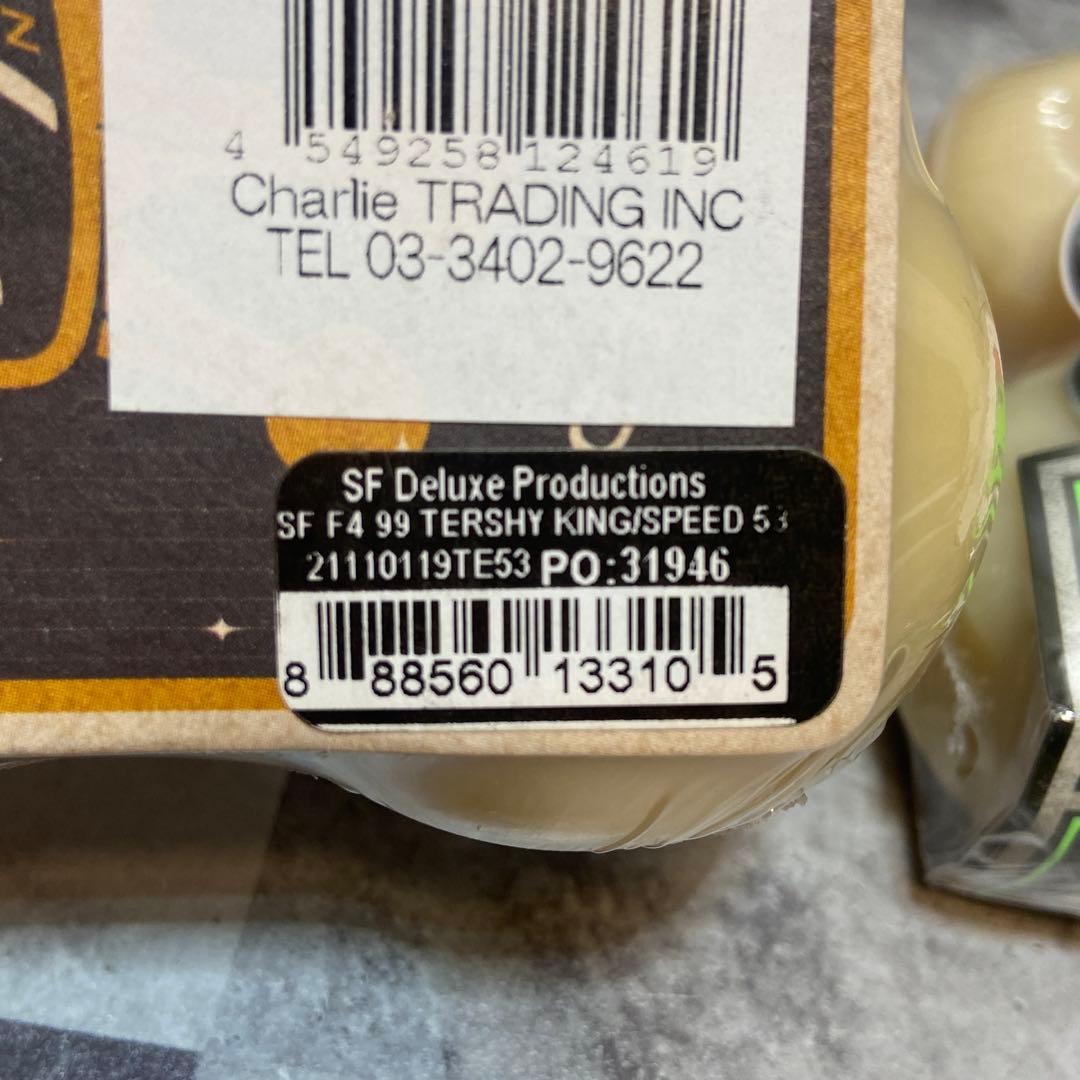 4 549258 124619
Charlie TRADING INC
TEL 03-3402-9622
SF Deluxe Productions
SF F4 99 TERSHY KING/SPEED 53
21110119TE53 PO:31946
8 88560 13310 5